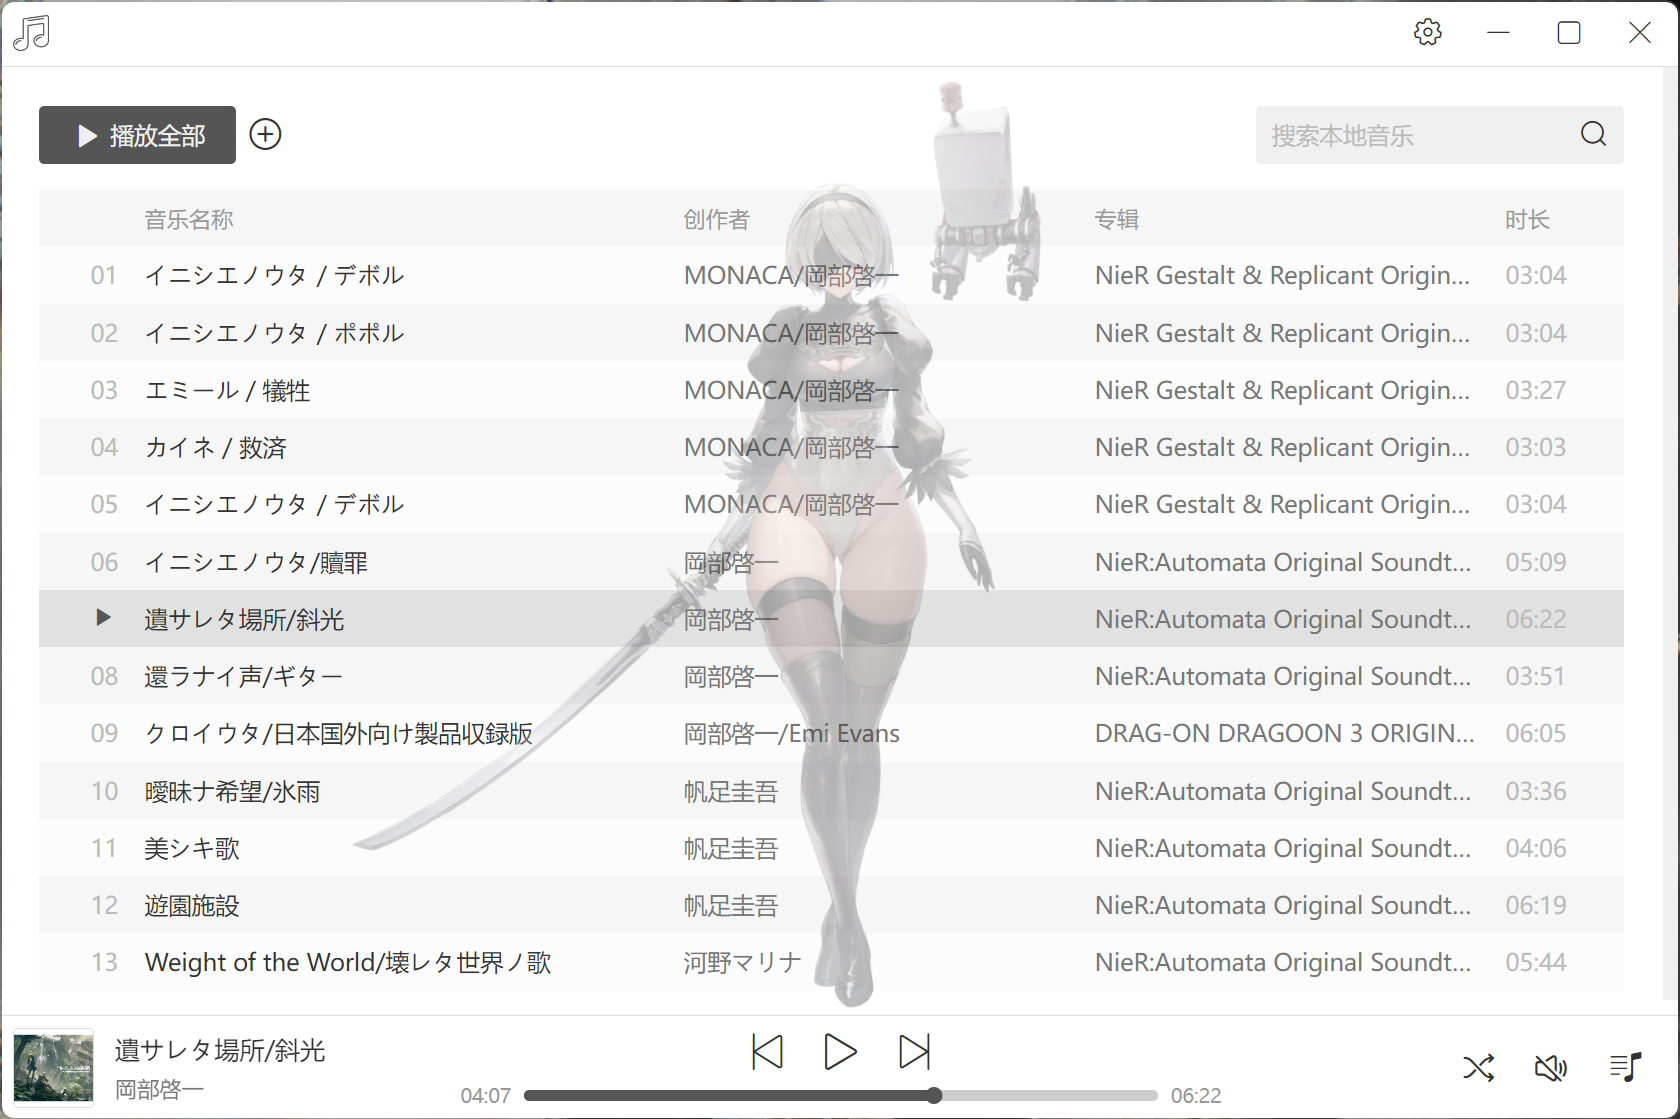 播放全部
搜索本地音乐
音乐名称 创作者 专辑 时长
01 イニシエノウタ / デボル MONACA/岡部啓一 NieR Gestalt & Replicant Origin... 03:04
02 イニシエノウタ / ポポル MONACA/岡部啓一 NieR Gestalt & Replicant Origin... 03:04
03 エミール / 犠牲 MONACA/岡部啓一 NieR Gestalt & Replicant Origin... 03:27
04 カイネ / 救済 MONACA/岡部啓一 NieR Gestalt & Replicant Origin... 03:03
05 イニシエノウタ / デボル MONACA/岡部啓一 NieR Gestalt & Replicant Origin... 03:04
06 イニシエノウタ/贖罪 岡部啓一 NieR:Automata Original Soundt... 05:09
遺サレタ場所/斜光 岡部啓一 NieR:Automata Original Soundt... 06:22
08 還ラナイ声/ギター 岡部啓一 NieR:Automata Original Soundt... 03:51
09 クロイウタ/日本国外向け製品収録版 岡部啓一/Emi Evans DRAG-ON DRAGOON 3 ORIGIN... 06:05
10 曖昧ナ希望/氷雨 帆足圭吾 NieR:Automata Original Soundt... 03:36
11 美シキ歌 帆足圭吾 NieR:Automata Original Soundt... 04:06
12 遊園施設 帆足圭吾 NieR:Automata Original Soundt... 06:19
13 Weight of the World/壊レタ世界ノ歌 河野マリナ NieR:Automata Original Soundt... 05:44
遺サレタ場所/斜光
岡部啓一
04:07 06:22